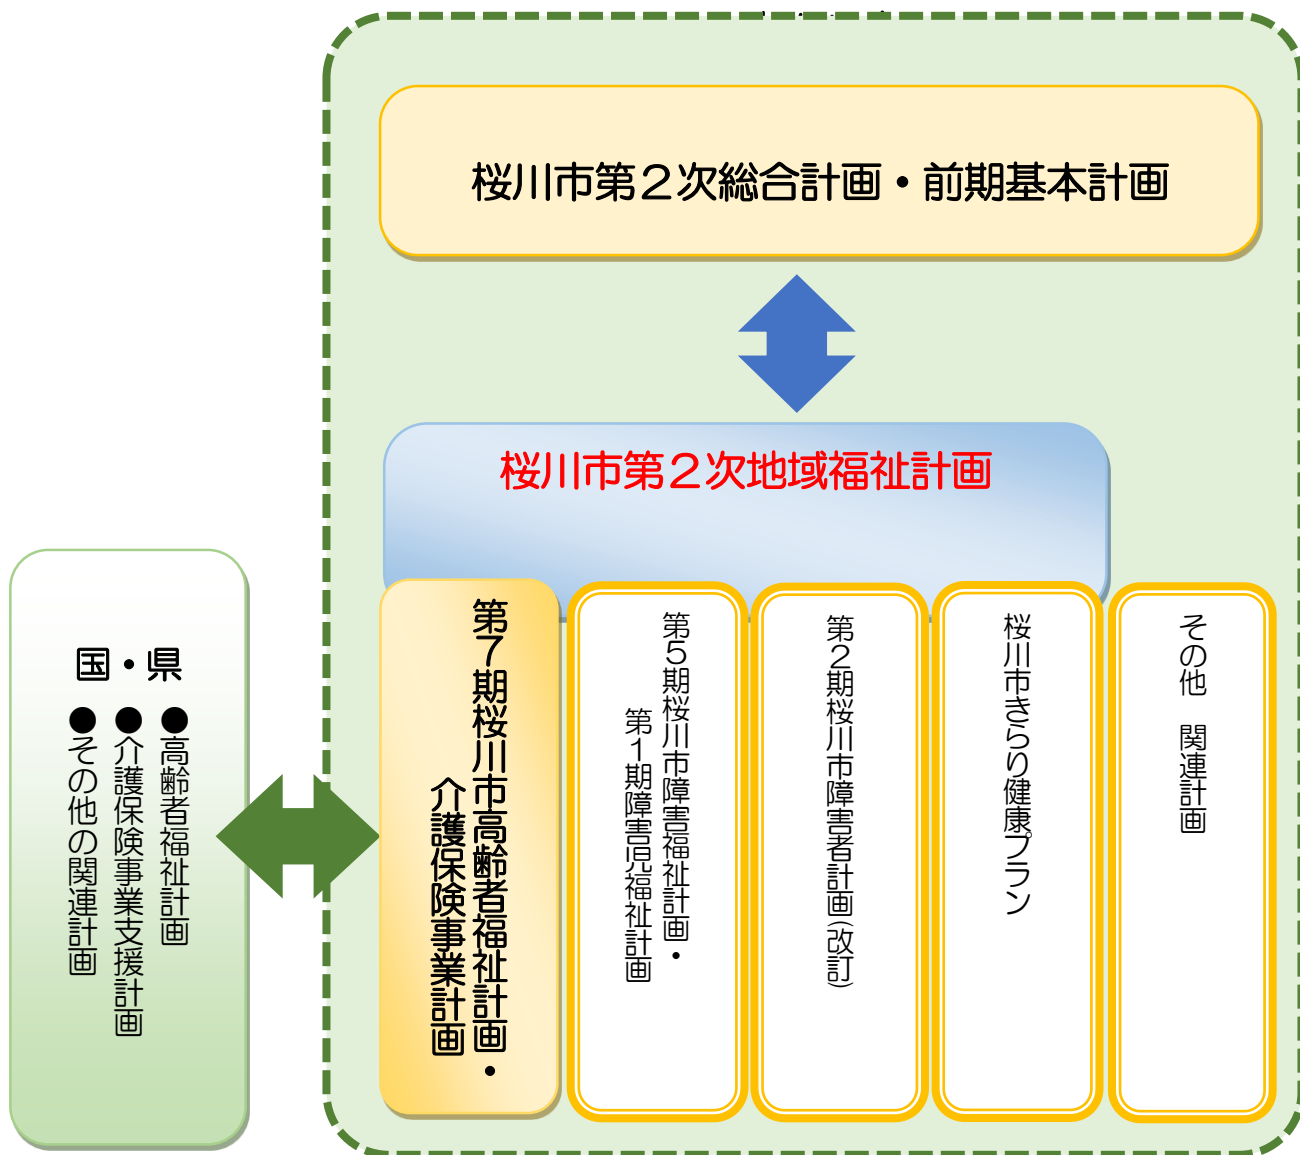 桜川市第２次総合計画・前期基本計画
桜川市第２次地域福祉計画
国・県
●高齢者福祉計画
●介護保険事業支援計画
●その他の関連計画
第７期桜川市高齢者福祉計画・
介護保険事業計画
第５期桜川市障害福祉計画・
第１期障害児福祉計画
第２期桜川市障害者計画（改訂）
桜川市きらり健康プラン
その他　関連計画